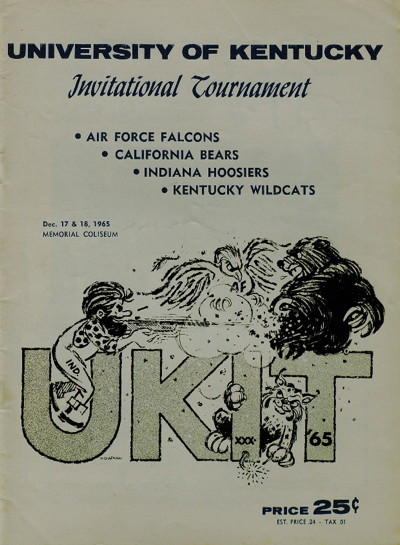 UNIVERSITY OF KENTUCKY
Invitational Tournament
• AIR FORCE FALCONS
• CALIFORNIA BEARS
• INDIANA HOOSIERS
• KENTUCKY WILDCATS
Dec. 17 & 18, 1965
MEMORIAL COLISEUM
IND.
UKIT
XXX
'65
PRICE 25¢
EST. PRICE .24 - TAX .01